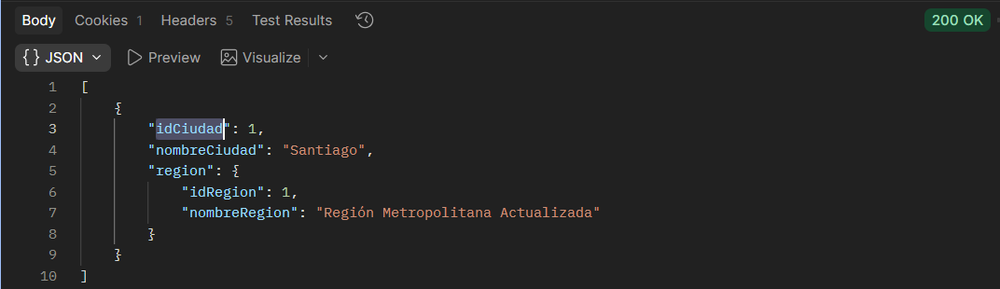 Body Cookies 1 Headers 5 Test Results 200 OK
{} JSON Preview Visualize
1 [
2 {
3 "idCiudad": 1,
4 "nombreCiudad": "Santiago",
5 "region": {
6 "idRegion": 1,
7 "nombreRegion": "Región Metropolitana Actualizada"
8 }
9 }
10 ]